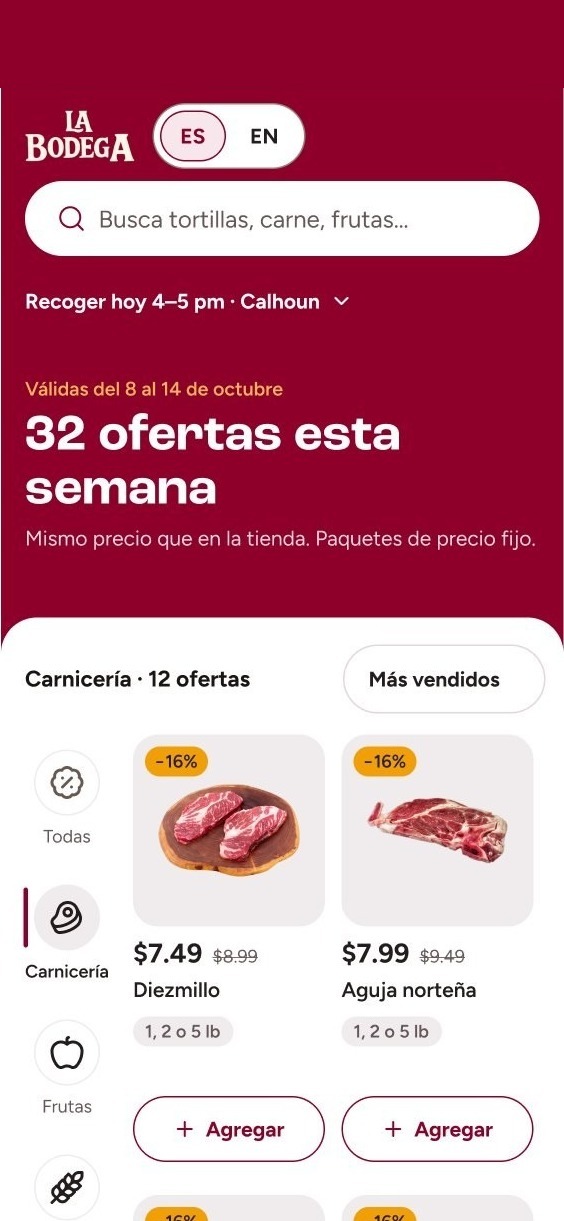 LA
BODEGA
ES EN
Busca tortillas, carne, frutas...
Recoger hoy 4–5 pm · Calhoun
Válidas del 8 al 14 de octubre
32 ofertas esta
semana
Mismo precio que en la tienda. Paquetes de precio fijo.
Carnicería · 12 ofertas
Más vendidos
Todas
Carnicería
Frutas
−16%
$7.49 $8.99
Diezmillo
1, 2 o 5 lb
+ Agregar
−16%
$7.99 $9.49
Aguja norteña
1, 2 o 5 lb
+ Agregar
−16%
−16%